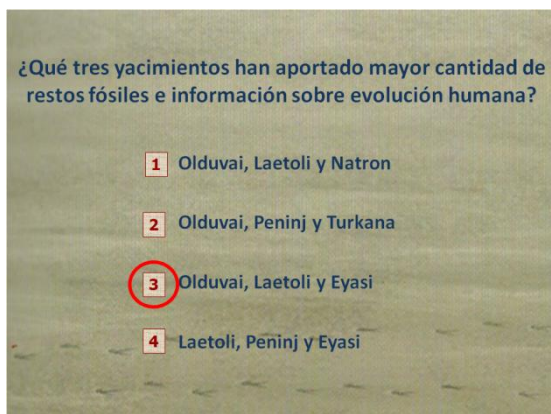 ¿Qué tres yacimientos han aportado mayor cantidad de
restos fósiles e información sobre evolución humana?
1 Olduvai, Laetoli y Natron
2 Olduvai, Peninj y Turkana
3 Olduvai, Laetoli y Eyasi
4 Laetoli, Peninj y Eyasi